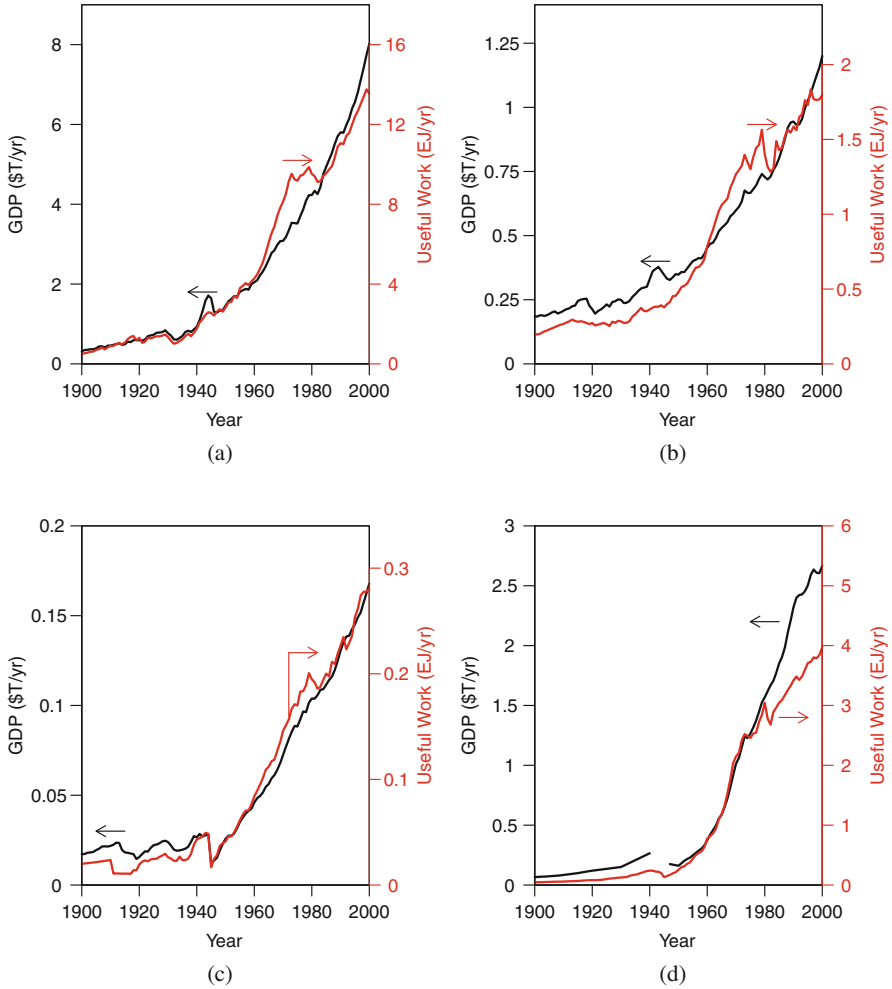 8
6
4
2
0
GDP ($T/yr)
16
12
8
4
0
Useful Work (EJ/yr)
1900 1920 1940 1960 1980 2000
Year
(a)
1.25
1
0.75
0.5
0.25
0
GDP ($T/yr)
2
1.5
1
0.5
0
Useful Work (EJ/yr)
1900 1920 1940 1960 1980 2000
Year
(b)
0.2
0.15
0.1
0.05
0
GDP ($T/yr)
0.3
0.2
0.1
0
Useful Work (EJ/yr)
1900 1920 1940 1960 1980 2000
Year
(c)
3
2.5
2
1.5
1
0.5
0
GDP ($T/yr)
6
5
4
3
2
1
0
Useful Work (EJ/yr)
1900 1920 1940 1960 1980 2000
Year
(d)